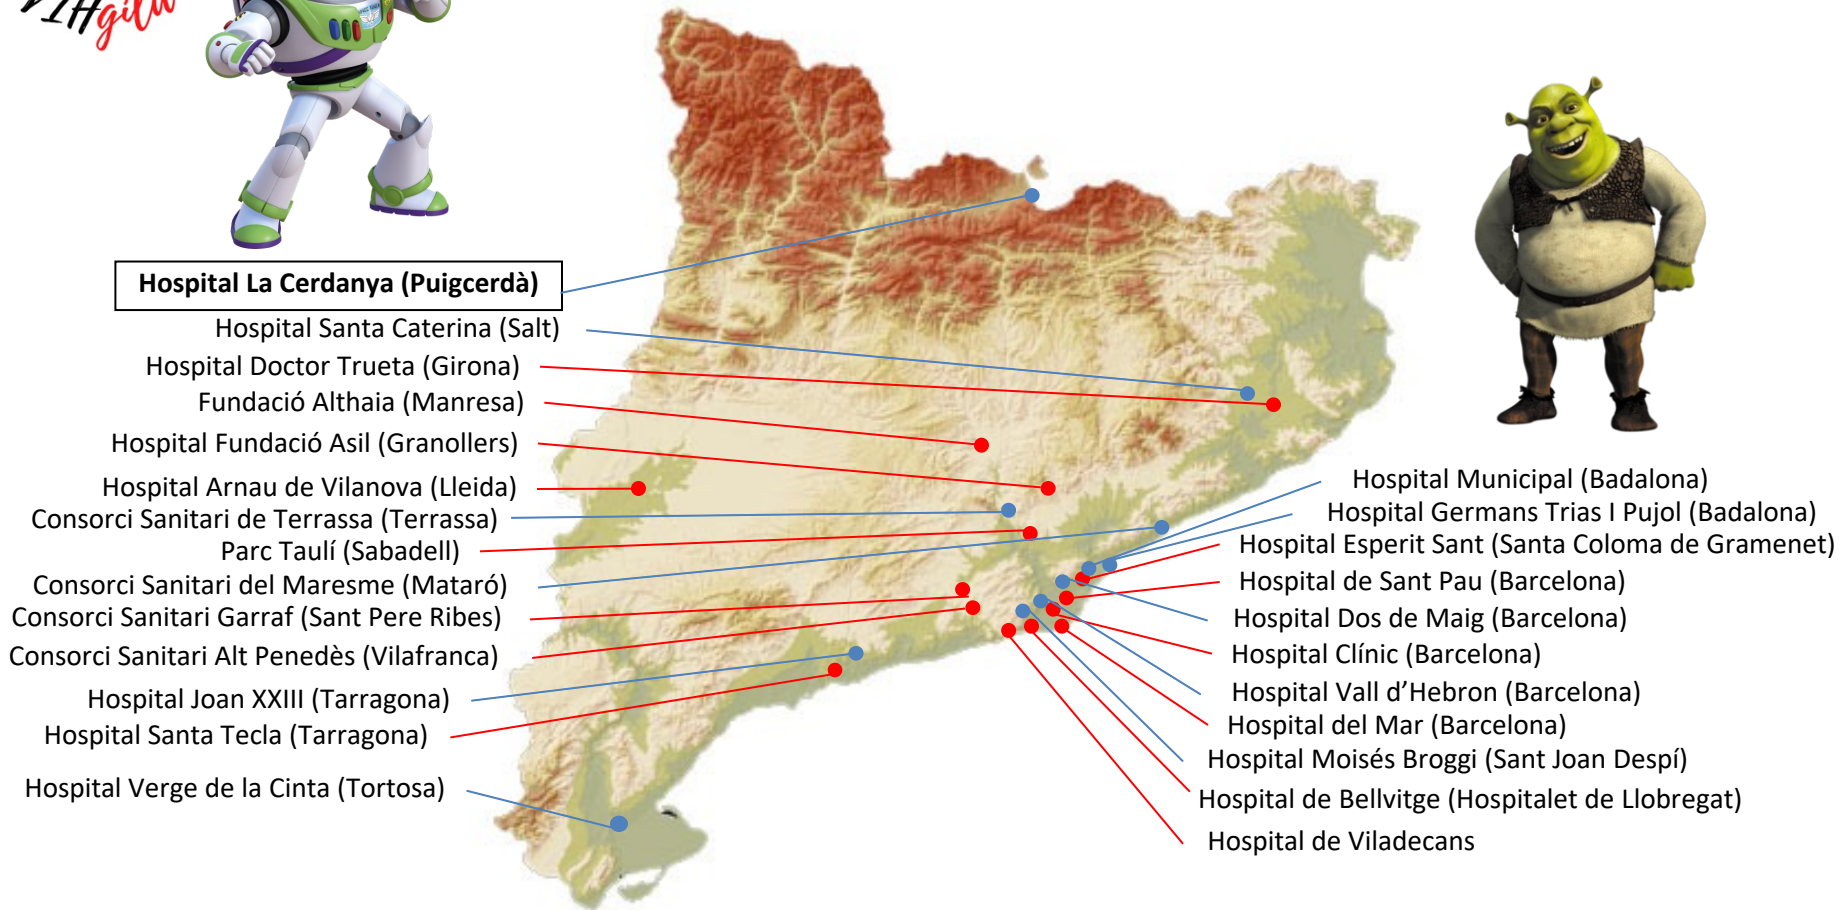 VIHgila
Hospital La Cerdanya (Puigcerdà)
Hospital Santa Caterina (Salt)
Hospital Doctor Trueta (Girona)
Fundació Althaia (Manresa)
Hospital Fundació Asil (Granollers)
Hospital Arnau de Vilanova (Lleida)
Consorci Sanitari de Terrassa (Terrassa)
Parc Taulí (Sabadell)
Consorci Sanitari del Maresme (Mataró)
Consorci Sanitari Garraf (Sant Pere Ribes)
Consorci Sanitari Alt Penedès (Vilafranca)
Hospital Joan XXIII (Tarragona)
Hospital Santa Tecla (Tarragona)
Hospital Verge de la Cinta (Tortosa)
Hospital Municipal (Badalona)
Hospital Germans Trias I Pujol (Badalona)
Hospital Esperit Sant (Santa Coloma de Gramenet)
Hospital de Sant Pau (Barcelona)
Hospital Dos de Maig (Barcelona)
Hospital Clínic (Barcelona)
Hospital Vall d’Hebron (Barcelona)
Hospital del Mar (Barcelona)
Hospital Moisés Broggi (Sant Joan Despí)
Hospital de Bellvitge (Hospitalet de Llobregat)
Hospital de Viladecans